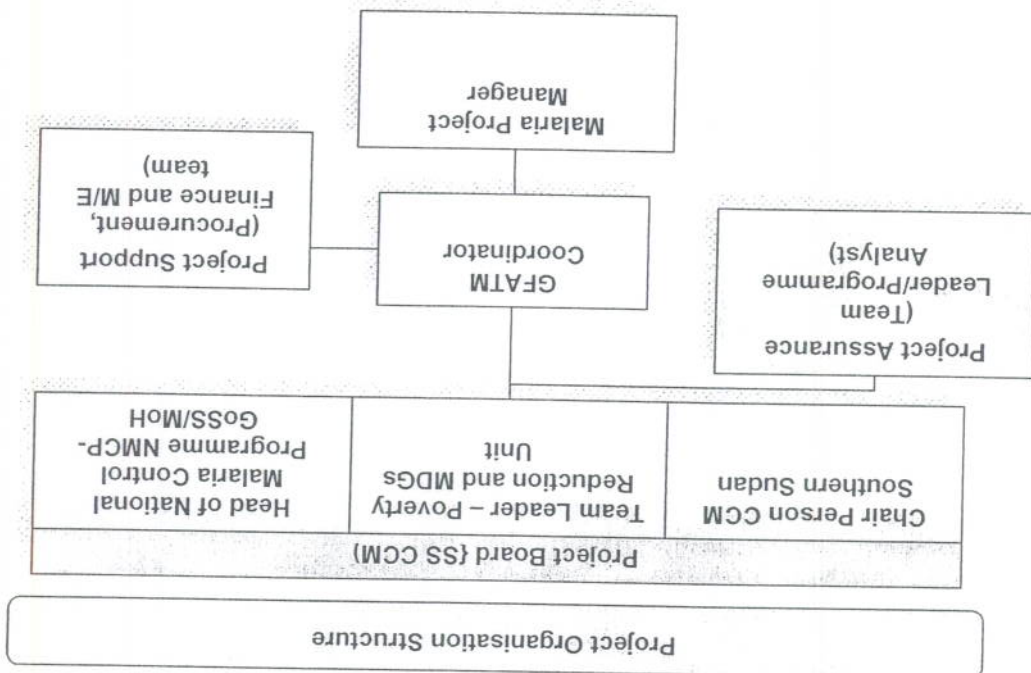 Project Organisation Structure
Project Board {SS CCM)
Chair Person CCM
Southern Sudan
Team Leader – Poverty
Reduction and MDGs
Unit
Head of National
Malaria Control
Programme NMCP-
GoSS/MoH
Project Assurance
(Team
Leader/Programme
Analyst)
GFATM
Coordinator
Project Support
(Procurement,
Finance and M/E
team)
Malaria Project
Manager